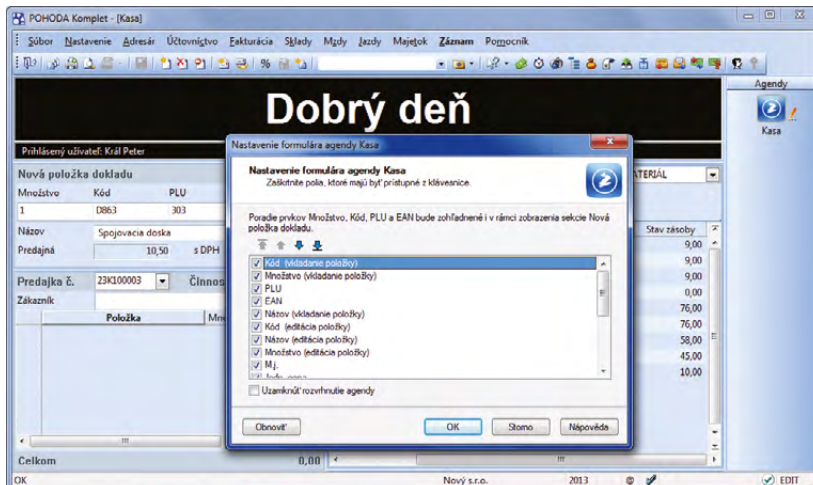 POHODA Komplet - [Kasa]
Súbor Nastavenie Adresár Účtovníctvo Fakturácia Sklady Mzdy Jazdy Majetok Záznam Pomocník
Agendy
Kasa
Dobrý deň
Prihlásený užívateľ: Kráľ Peter
Nová položka dokladu
Množstvo Kód PLU
1 D863 303
Názov Spojovacia doska
Predajná 10,50 s DPH
Predajka č. 23K100003 Činnos
Zákazník
Položka Mno
Celkom 0,00
Nastavenie formulára agendy Kasa
Nastavenie formulára agendy Kasa
Zaškrtnite polia, ktoré majú byť prístupné z klávesnice.
Poradie prvkov Množstvo, Kód, PLU a EAN bude zohľadnené i v rámci zobrazenia sekcie Nová
položka dokladu.
Kód (vkladanie položky)
Množstvo (vkladanie položky)
PLU
EAN
Názov (vkladanie položky)
Kód (editácia položky)
Názov (editácia položky)
Množstvo (editácia položky)
M.j.
Uzamknúť rozvrhnutie agendy
Obnoviť OK Storno Nápověda
ATERIÁL
Stav zásoby
9,00
9,00
9,00
0,00
76,00
76,00
58,00
45,00
10,00
OK Nový s.r.o. 2013 @ EDIT